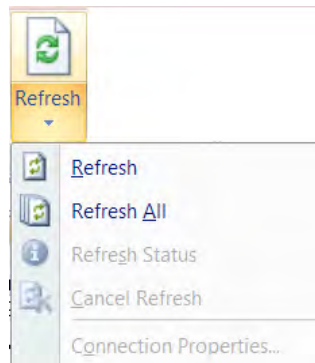 Refresh
Refresh
Refresh All
Refresh Status
Cancel Refresh
Connection Properties...